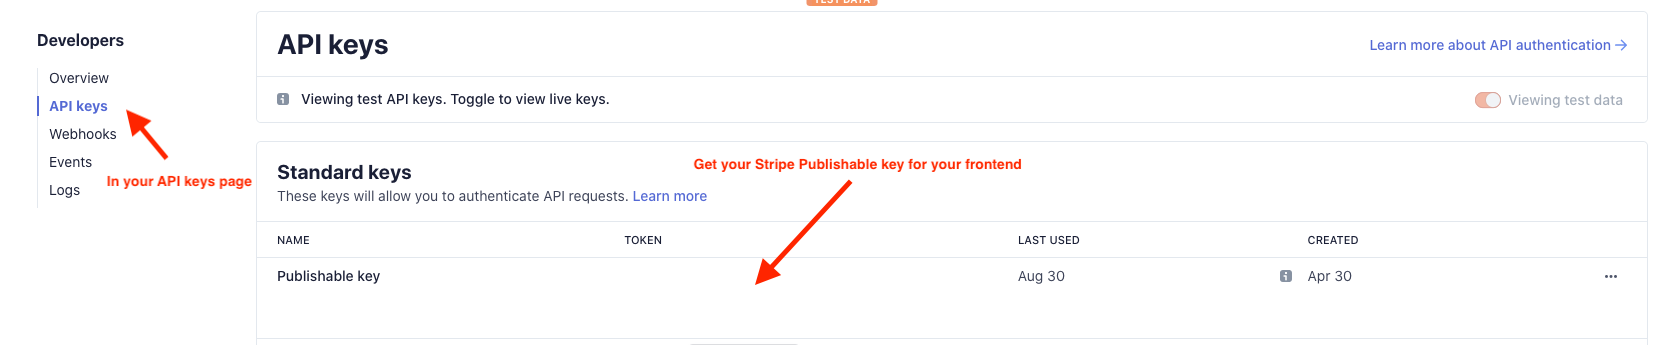 TEST DATA
Developers
Overview
API keys
Webhooks
Events
Logs
In your API keys page
API keys
Learn more about API authentication →
Viewing test API keys. Toggle to view live keys.
Viewing test data
Standard keys
Get your Stripe Publishable key for your frontend
These keys will allow you to authenticate API requests. Learn more
NAME TOKEN LAST USED CREATED
Publishable key Aug 30 Apr 30